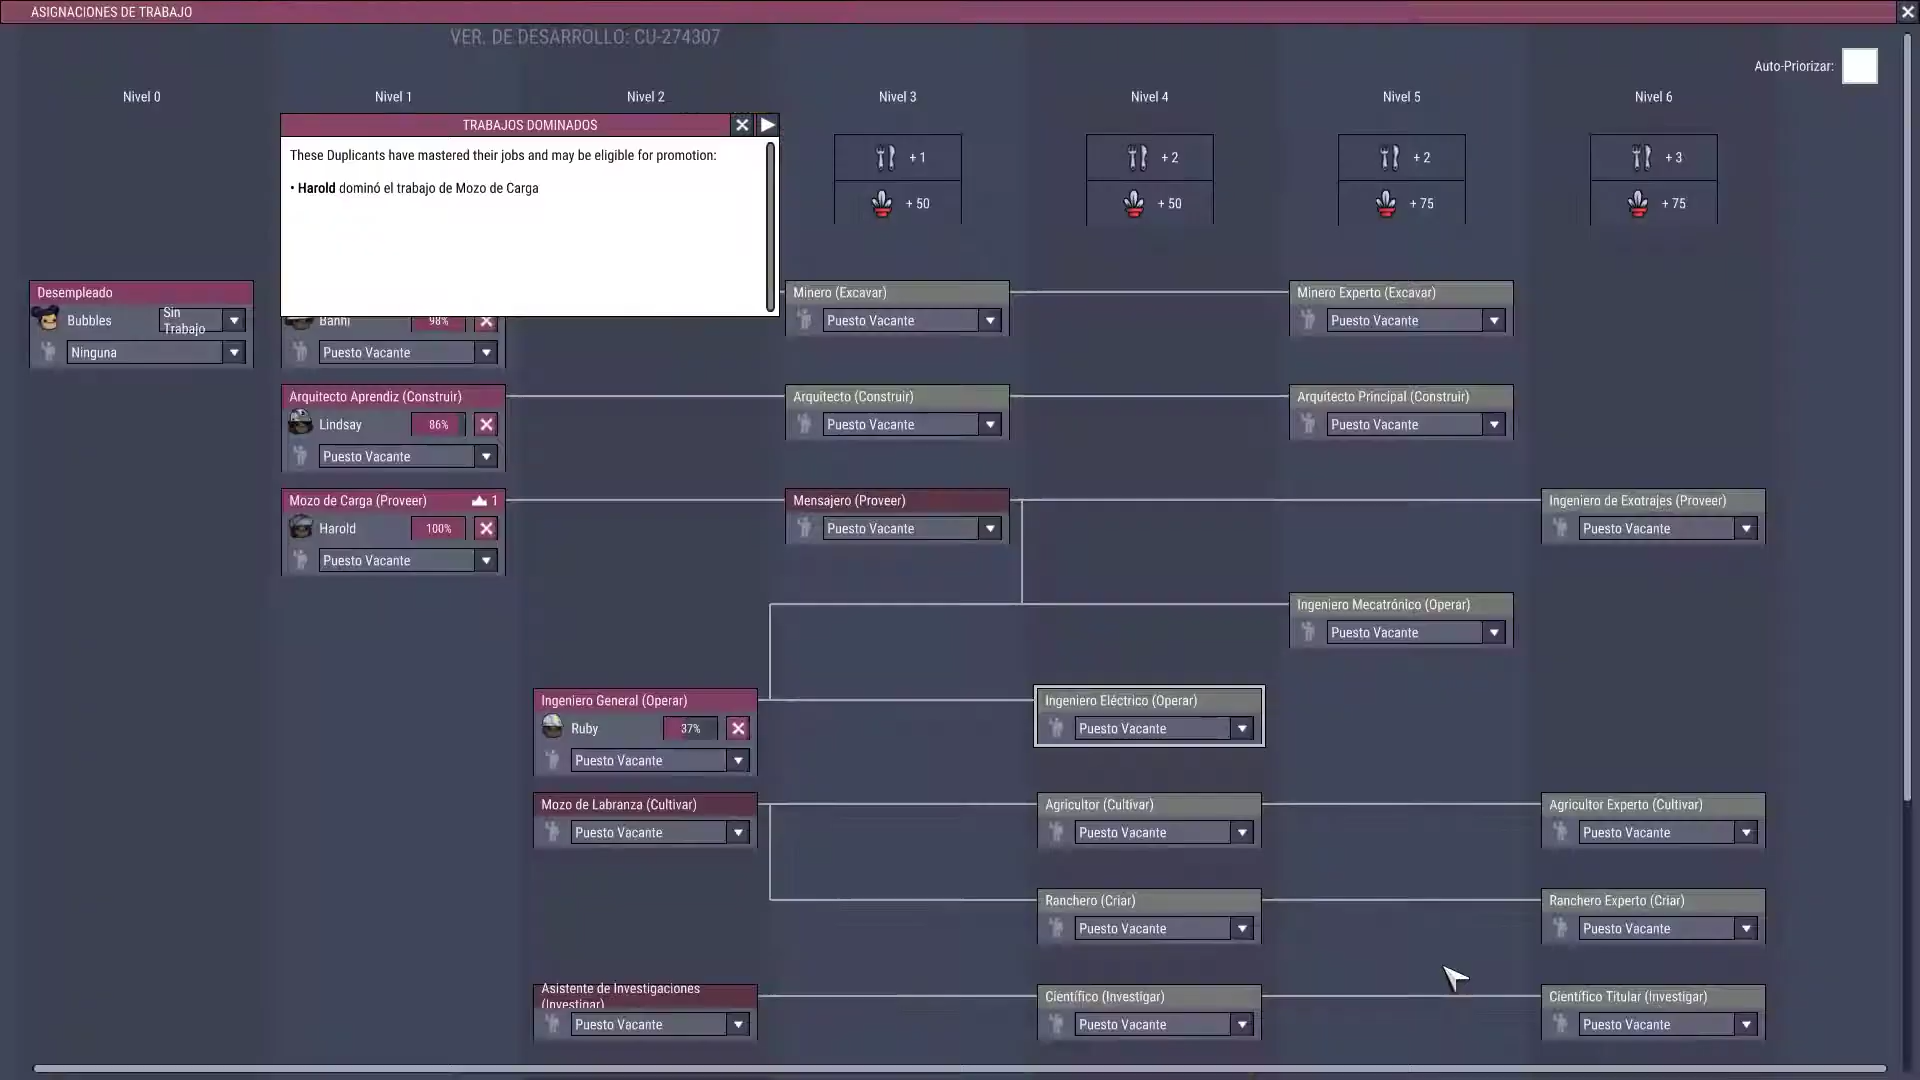 ASIGNACIONES DE TRABAJO
VER. DE DESARROLLO: CU-274307
Auto-Priorizar:
Nivel 0
Nivel 1
Nivel 2
Nivel 3
Nivel 4
Nivel 5
Nivel 6
TRABAJOS DOMINADOS
These Duplicants have mastered their jobs and may be eligible for promotion:
• Harold dominó el trabajo de Mozo de Carga
+ 1
+ 2
+ 2
+ 3
+ 50
+ 50
+ 75
+ 75
Desempleado
Bubbles
Sin
Trabajo
Ninguna
Banhi
98%
Puesto Vacante
Minero (Excavar)
Puesto Vacante
Minero Experto (Excavar)
Puesto Vacante
Arquitecto Aprendiz (Construir)
Lindsay
86%
Puesto Vacante
Arquitecto (Construir)
Puesto Vacante
Arquitecto Principal (Construir)
Puesto Vacante
Mozo de Carga (Proveer)
1
Harold
100%
Puesto Vacante
Mensajero (Proveer)
Puesto Vacante
Ingeniero de Exotrajes (Proveer)
Puesto Vacante
Ingeniero Mecatrónico (Operar)
Puesto Vacante
Ingeniero General (Operar)
Ruby
37%
Puesto Vacante
Ingeniero Eléctrico (Operar)
Puesto Vacante
Mozo de Labranza (Cultivar)
Puesto Vacante
Agricultor (Cultivar)
Puesto Vacante
Agricultor Experto (Cultivar)
Puesto Vacante
Ranchero (Criar)
Puesto Vacante
Ranchero Experto (Criar)
Puesto Vacante
Asistente de Investigaciones
(Investigar)
Puesto Vacante
Científico (Investigar)
Puesto Vacante
Científico Titular (Investigar)
Puesto Vacante